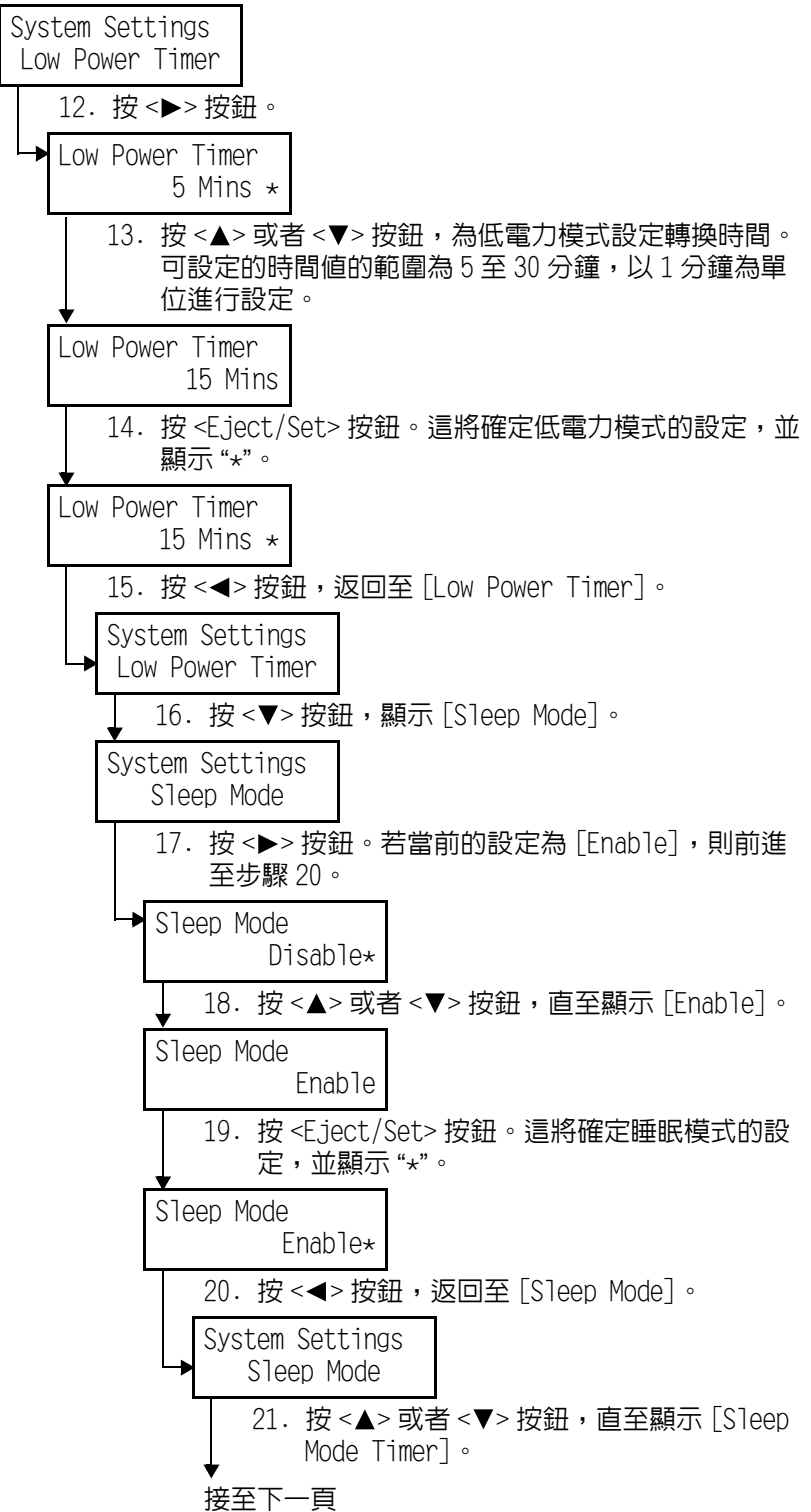 System Settings
Low Power Timer
12. 按 <▶> 按鈕。
Low Power Timer
5 Mins *
13. 按 <▲> 或者 <▼> 按鈕，為低電力模式設定轉換時間。
可設定的時間值的範圍為 5 至 30 分鐘，以 1 分鐘為單
位進行設定。
Low Power Timer
15 Mins
14. 按 <Eject/Set> 按鈕。這將確定低電力模式的設定，並
顯示 “*”。
Low Power Timer
15 Mins *
15. 按 <◀> 按鈕，返回至 [Low Power Timer]。
System Settings
Low Power Timer
16. 按 <▼> 按鈕，顯示 [Sleep Mode]。
System Settings
Sleep Mode
17. 按 <▶> 按鈕。若當前的設定為 [Enable]，則前進
至步驟 20。
Sleep Mode
Disable*
18. 按 <▲> 或者 <▼> 按鈕，直至顯示 [Enable]。
Sleep Mode
Enable
19. 按 <Eject/Set> 按鈕。這將確定睡眠模式的設
定，並顯示 “*”。
Sleep Mode
Enable*
20. 按 <◀> 按鈕，返回至 [Sleep Mode]。
System Settings
Sleep Mode
21. 按 <▲> 或者 <▼> 按鈕，直至顯示 [Sleep
Mode Timer]。
接至下一頁